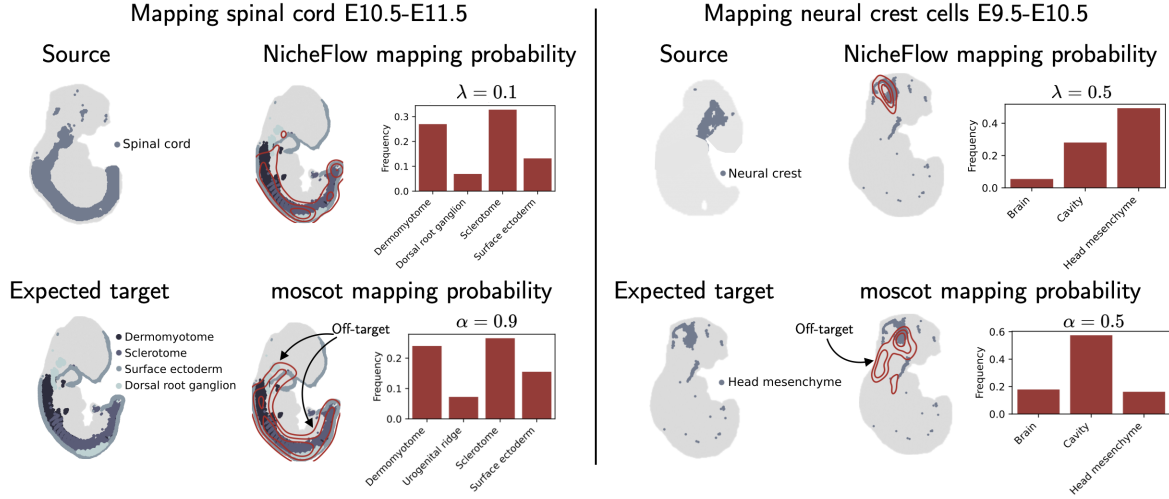 Mapping spinal cord E10.5-E11.5
Source
NicheFlow mapping probability
Spinal cord
λ = 0.1
Frequency
0.3
0.2
0.1
0.0
Dermomyotome
Dorsal root ganglion
Sclerotome
Surface ectoderm
Expected target
moscot mapping probability
Dermomyotome
Sclerotome
Surface ectoderm
Dorsal root ganglion
Off-target
α = 0.9
Frequency
0.2
0.1
0.0
Dermomyotome
Urogenital ridge
Sclerotome
Surface ectoderm
Mapping neural crest cells E9.5-E10.5
Source
NicheFlow mapping probability
Neural crest
λ = 0.5
Frequency
0.4
0.2
0.0
Brain
Cavity
Head mesenchyme
Expected target
moscot mapping probability
Head mesenchyme
Off-target
α = 0.5
Frequency
0.6
0.4
0.2
0.0
Brain
Cavity
Head mesenchyme